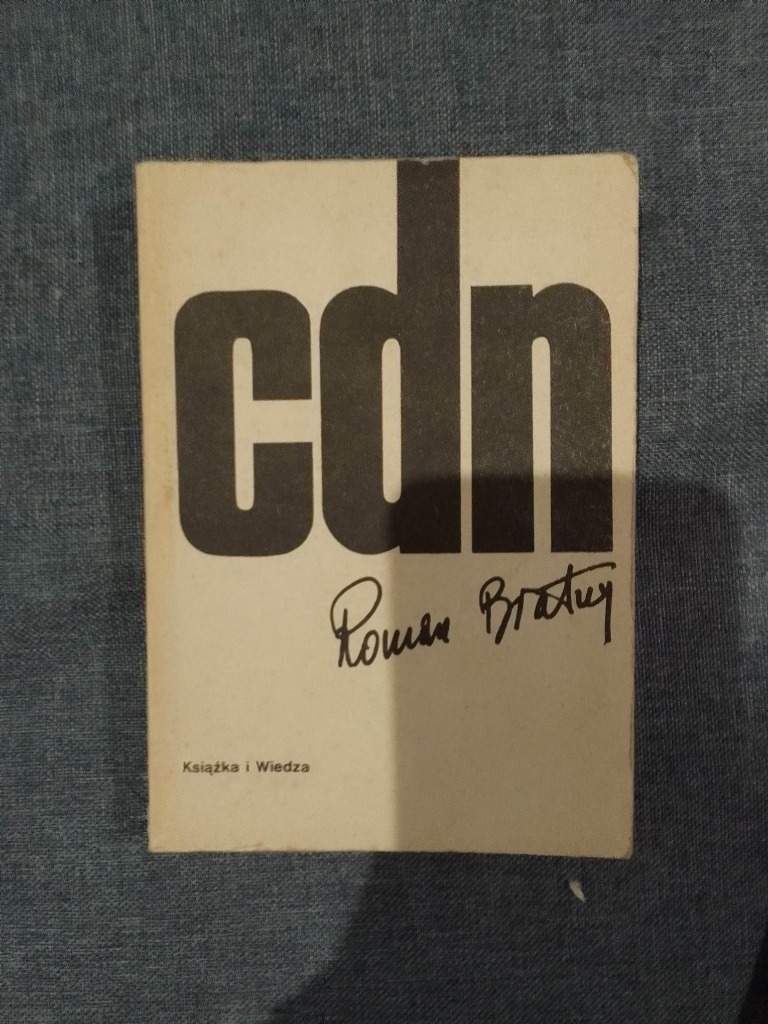 cdn
Roman Bratny
Książka i Wiedza